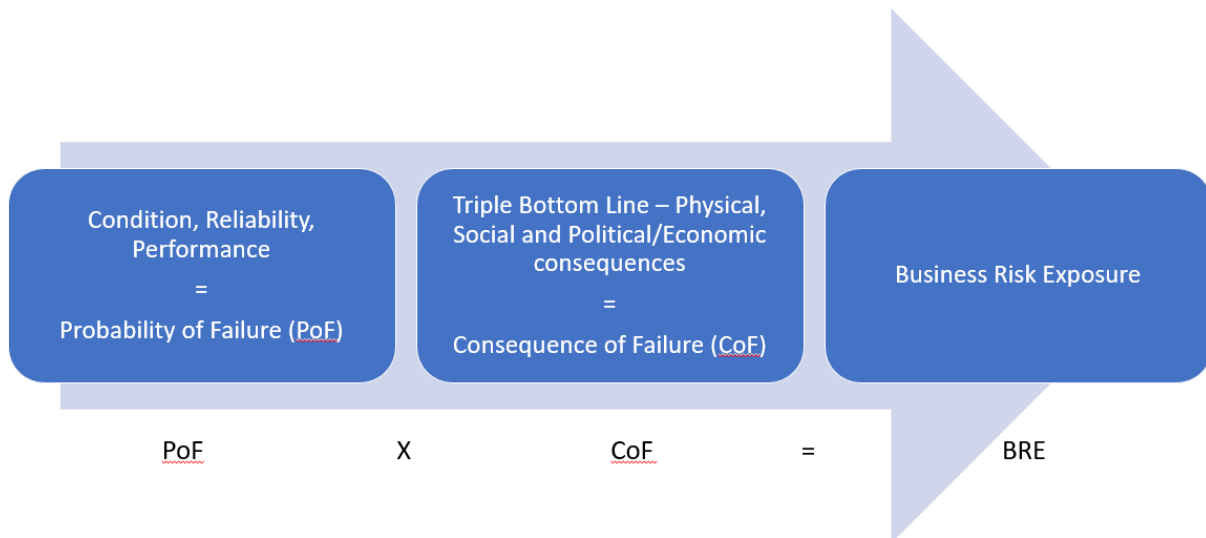 Condition, Reliability,
Performance
=
Probability of Failure (PoF)
Triple Bottom Line – Physical,
Social and Political/Economic
consequences
=
Consequence of Failure (CoF)
Business Risk Exposure
PoF X CoF = BRE